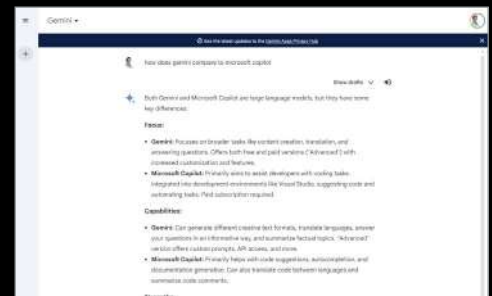 Gemini
See the latest updates to the Gemini Apps Privacy Hub
how does gemini compare to microsoft copilot
Show drafts
Both Gemini and Microsoft Copilot are large language models, but they have some
key differences:
Focus:
Gemini: Focuses on broader tasks like content creation, translation, and
answering questions. Offers both free and paid versions ("Advanced") with
increased customization and features.
Microsoft Copilot: Primarily aims to assist developers with coding tasks.
Integrated into development environments like Visual Studio, suggesting code and
automating tasks. Paid subscription required.
Capabilities:
Gemini: Can generate different creative text formats, translate languages, answer
your questions in an informative way, and summarize factual topics. "Advanced"
version offers custom prompts, API access, and more.
Microsoft Copilot: Primarily helps with code suggestions, autocompletion, and
documentation generation. Can also translate code between languages and
summarize code comments.